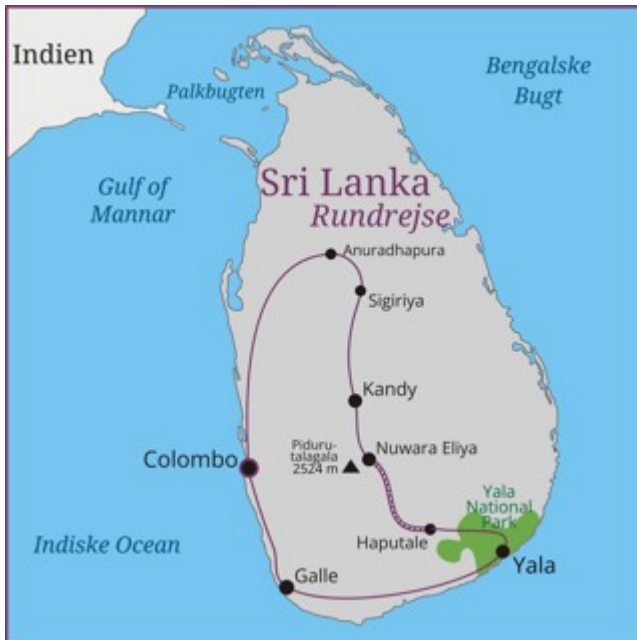 Indien
Palkbugten
Bengalske
Bugt
Gulf of
Mannar
Sri Lanka
Rundrejse
Anuradhapura
Sigiriya
Kandy
Piduru-
talagala
2524 m
Nuwara Eliya
Colombo
Yala
National
Park
Haputale
Indiske Ocean
Yala
Galle